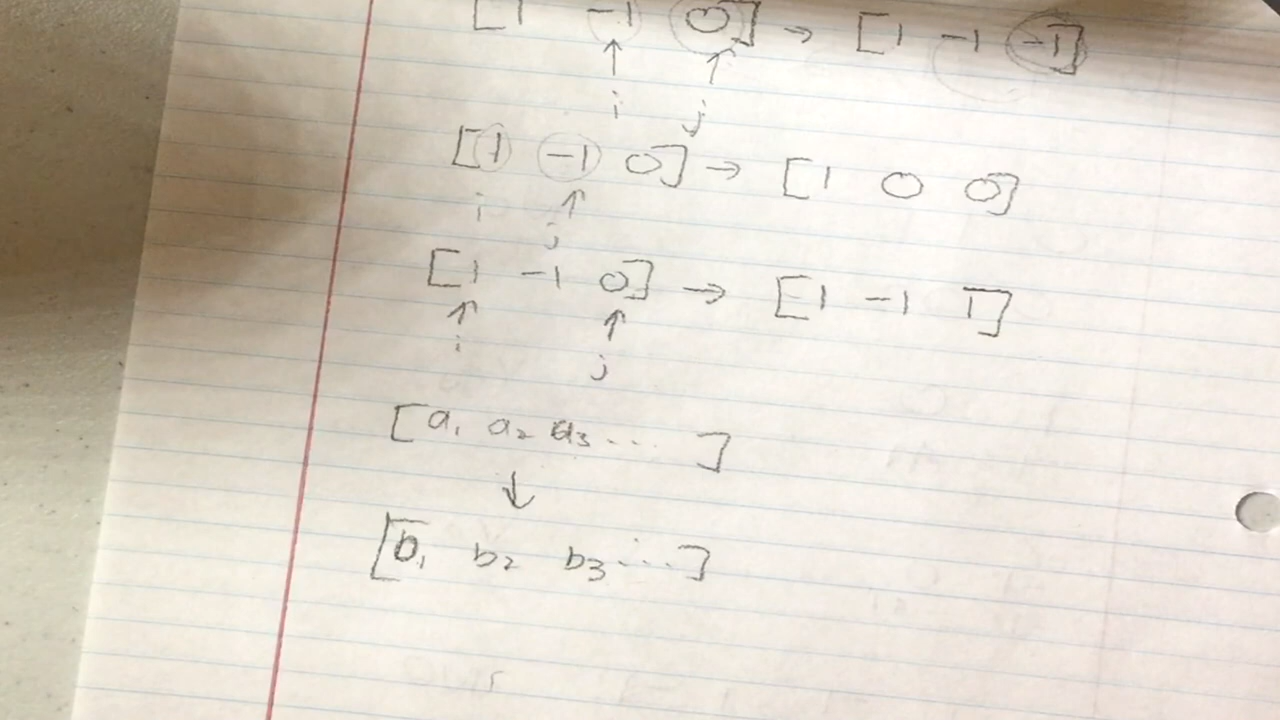 [1 -1 0] → [1 -1 -1]
↑ ↑
i j
[1 -1 0] → [1 0 0]
i ↑
j
[1 -1 0] → [1 -1 1]
↑ ↑
i j
[a₁ a₂ a₃ ... ]
↓
[b₁ b₂ b₃ ... ]